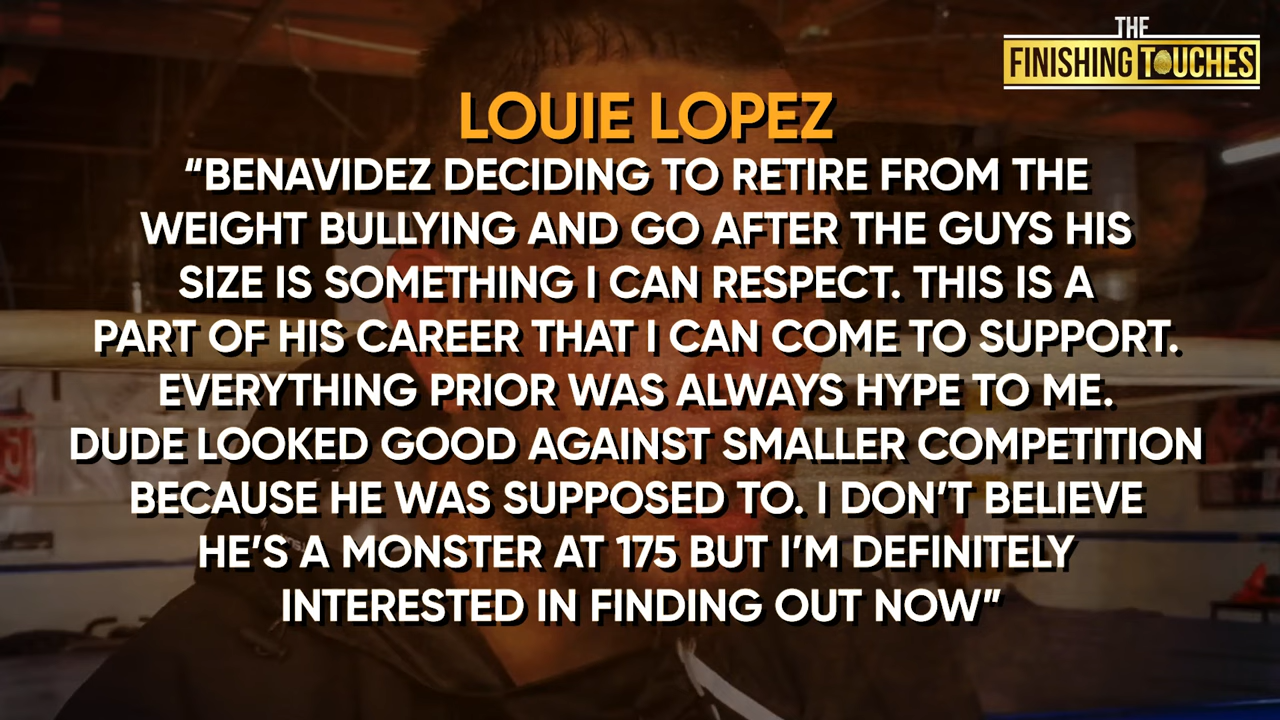 THE
FINISHING TOUCHES
LOUIE LOPEZ
“BENAVIDEZ DECIDING TO RETIRE FROM THE
WEIGHT BULLYING AND GO AFTER THE GUYS HIS
SIZE IS SOMETHING I CAN RESPECT. THIS IS A
PART OF HIS CAREER THAT I CAN COME TO SUPPORT.
EVERYTHING PRIOR WAS ALWAYS HYPE TO ME.
DUDE LOOKED GOOD AGAINST SMALLER COMPETITION
BECAUSE HE WAS SUPPOSED TO. I DON’T BELIEVE
HE’S A MONSTER AT 175 BUT I’M DEFINITELY
INTERESTED IN FINDING OUT NOW”